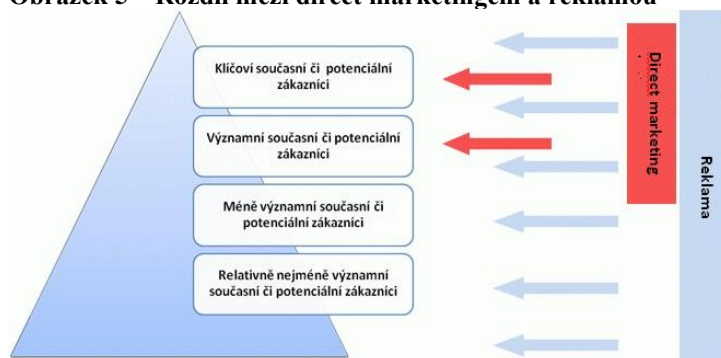 Obrázek 5 – Rozdíl mezi direct marketingem a reklamou
Klíčoví současní či potenciální
zákazníci
Významní současní či potenciální
zákazníci
Méně významní současní či
potenciální zákazníci
Relativně nejméně významní
současní či potenciální zákazníci
Direct marketing
Reklama